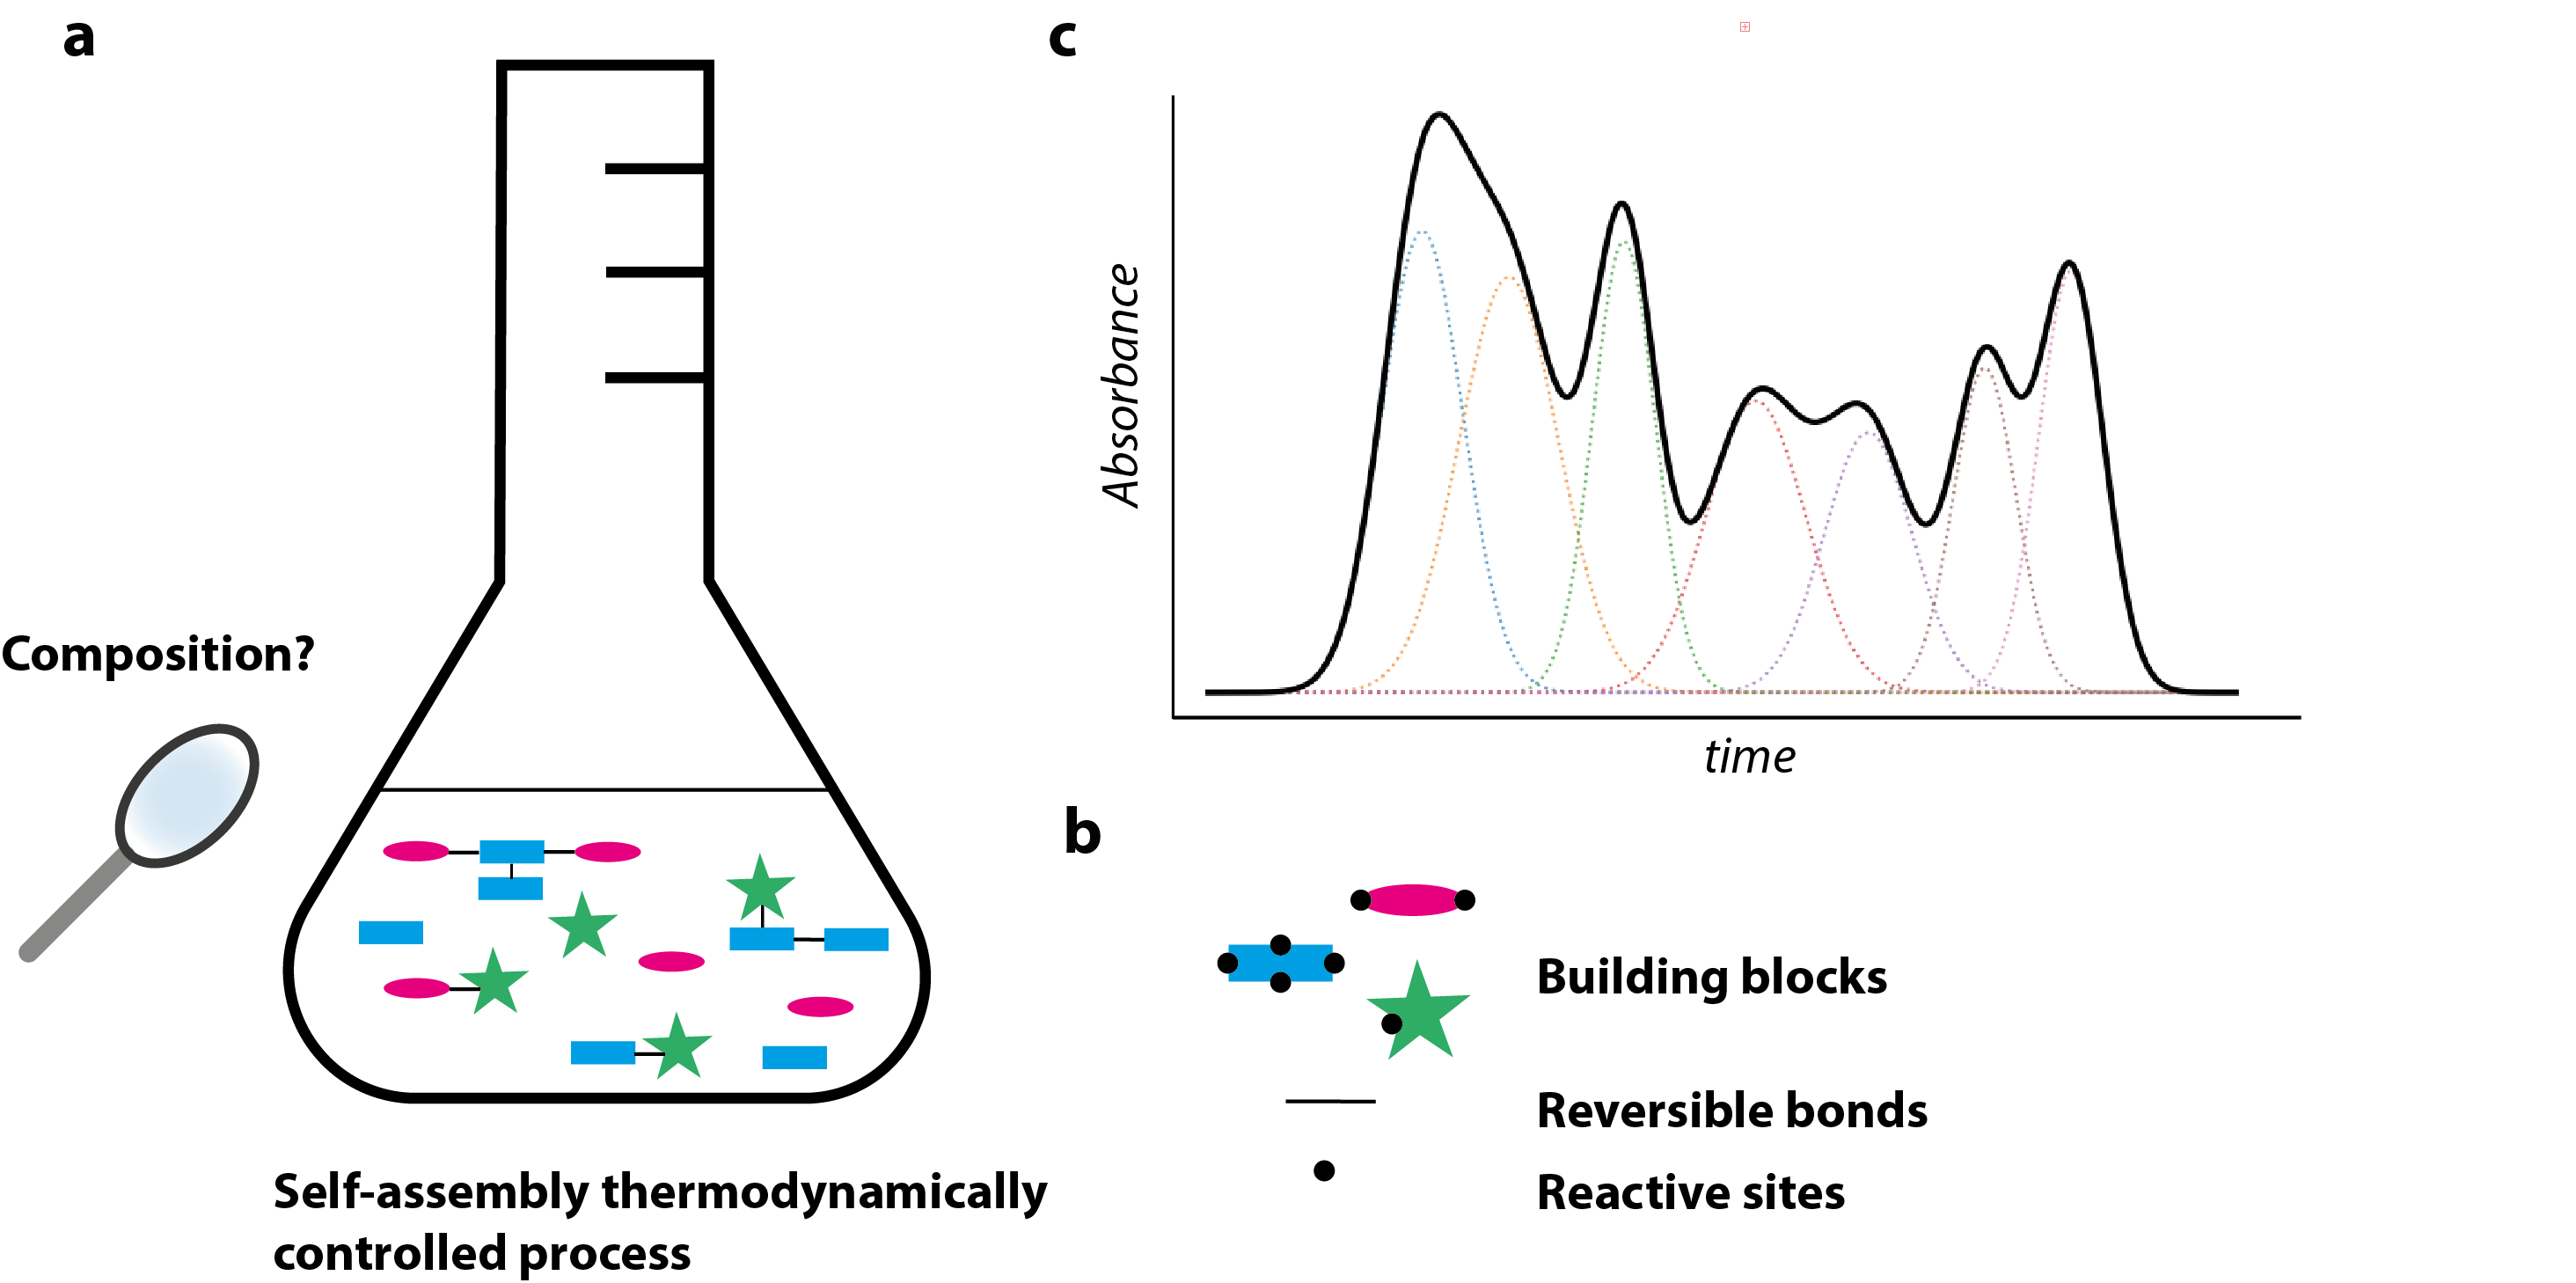 a
Composition?
Self-assembly thermodynamically
controlled process
c
Absorbance
time
b
Building blocks
Reversible bonds
Reactive sites